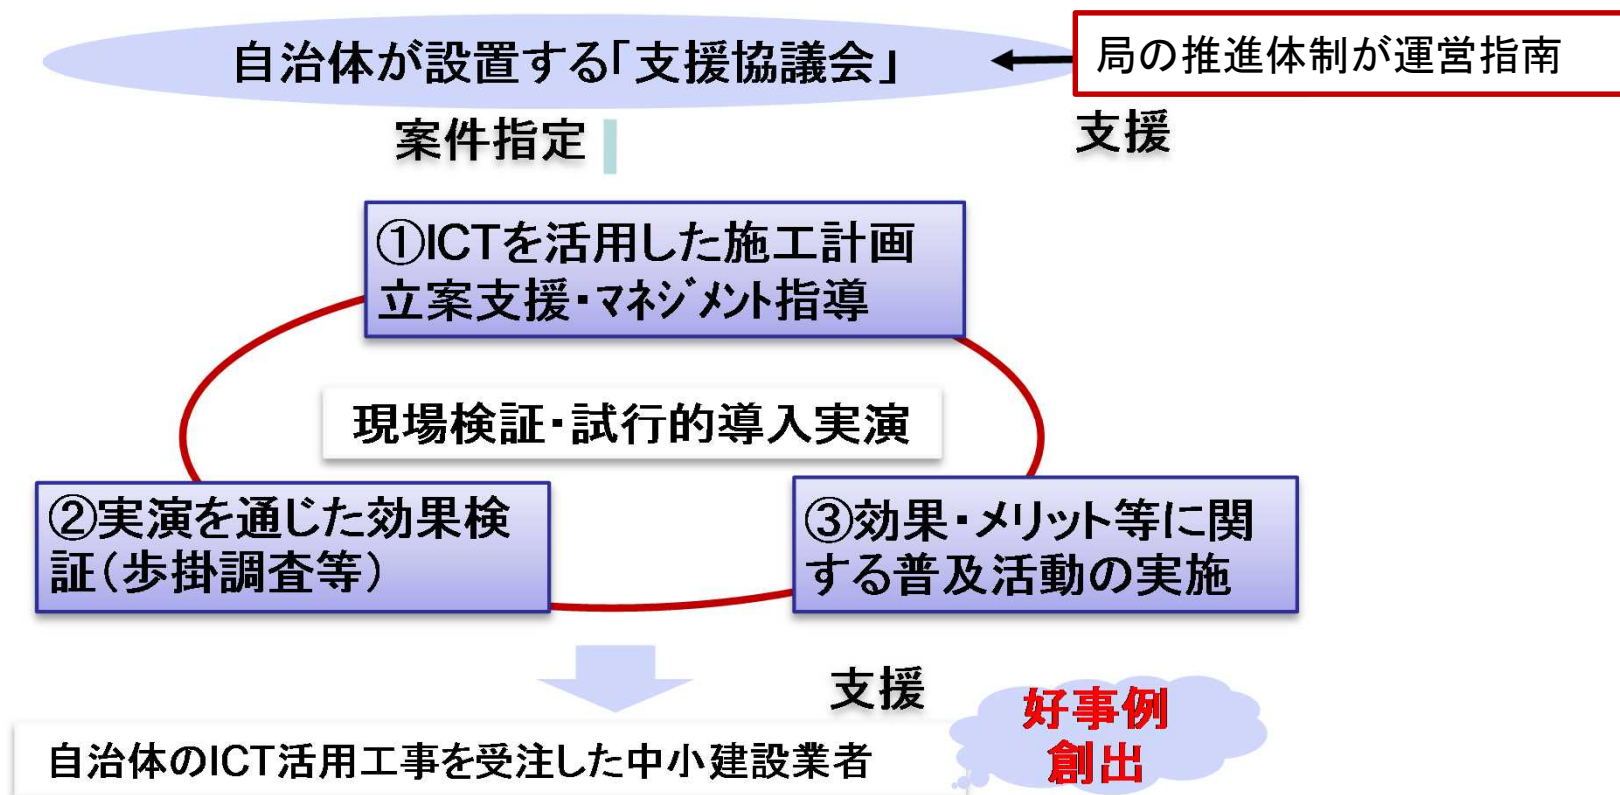 自治体が設置する「支援協議会」
局の推進体制が運営指南
案件指定
支援
①ICTを活用した施工計画
立案支援・マネジメント指導
現場検証・試行的導入実演
②実演を通じた効果検
証(歩掛調査等)
③効果・メリット等に関
する普及活動の実施
支援
好事例
創出
自治体のICT活用工事を受注した中小建設業者